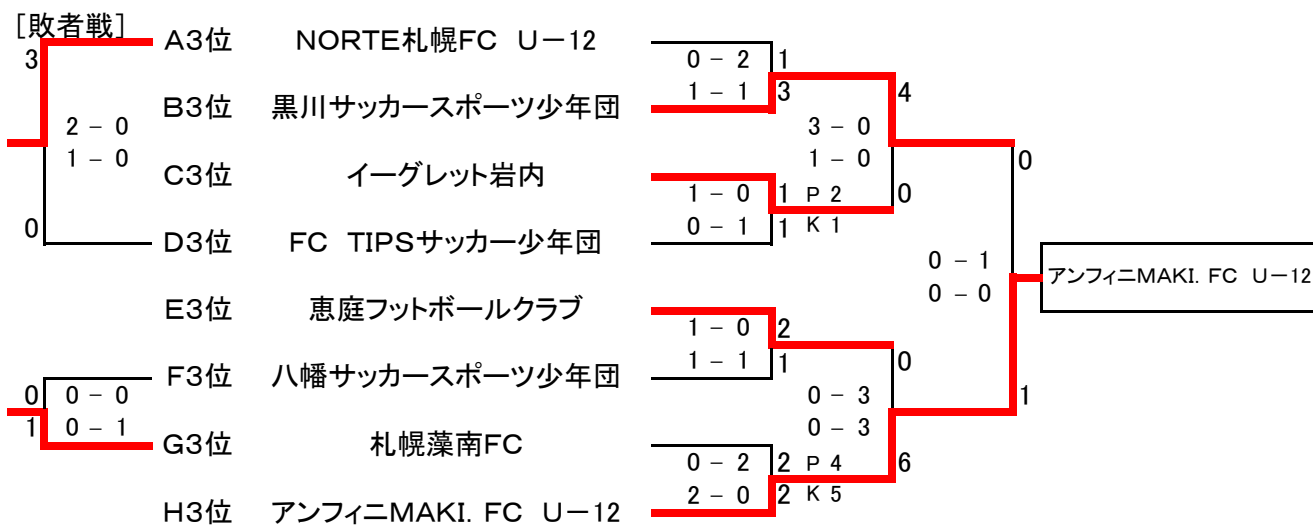 [敗者戦]
A3位 NORTE札幌FC U-12
3
0 - 2 1
1 - 1 3
B3位 黒川サッカースポーツ少年団
4
2 - 0
1 - 0
3 - 0
1 - 0
0
C3位 イーグレット岩内
1 - 0 1 P 2
0 - 1 1 K 1
0
0
D3位 FC TIPSサッカー少年団
0 - 1
0 - 0
アンフィニMAKI. FC U-12
E3位 恵庭フットボールクラブ
1 - 0 2
1 - 1 1
0
F3位 八幡サッカースポーツ少年団
0 0 - 0
1 0 - 1
0 - 3
0 - 3
1
G3位 札幌藻南FC
0 - 2 2 P 4
2 - 0 2 K 5
6
H3位 アンフィニMAKI. FC U-12